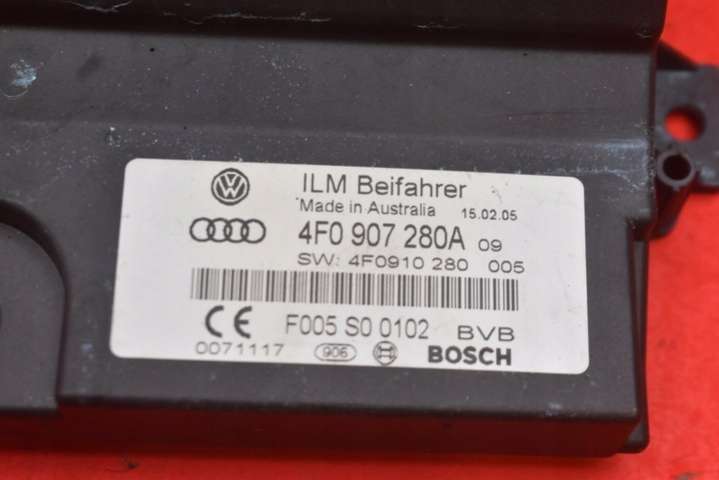 ILM Beifahrer
Made in Australia 15.02.05
4F0 907 280A 09
SW: 4F0910 280 005
F005 S0 0102 BVB
0071117 906 BOSCH